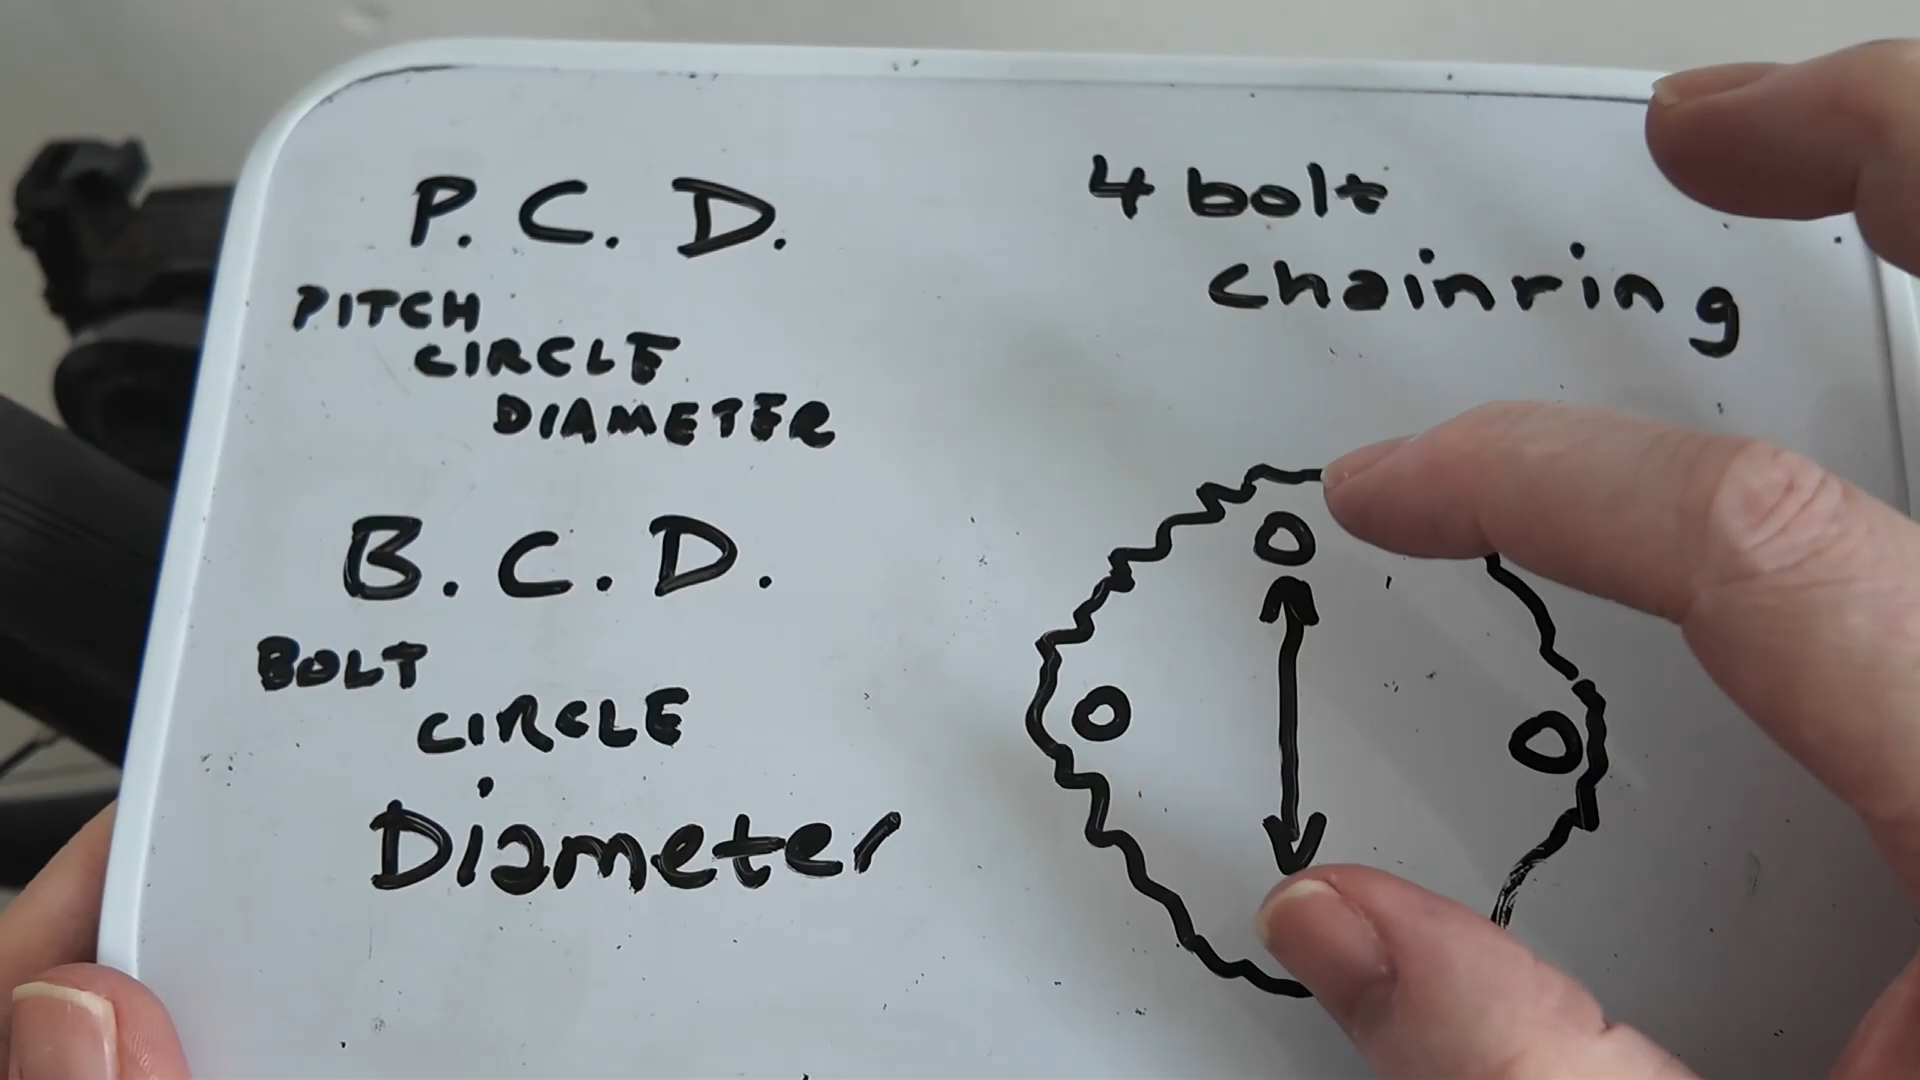 P. C. D.
PITCH
CIRCLE
DIAMETER
B. C. D.
BOLT
CIRCLE
Diameter
4 bolt
chainring